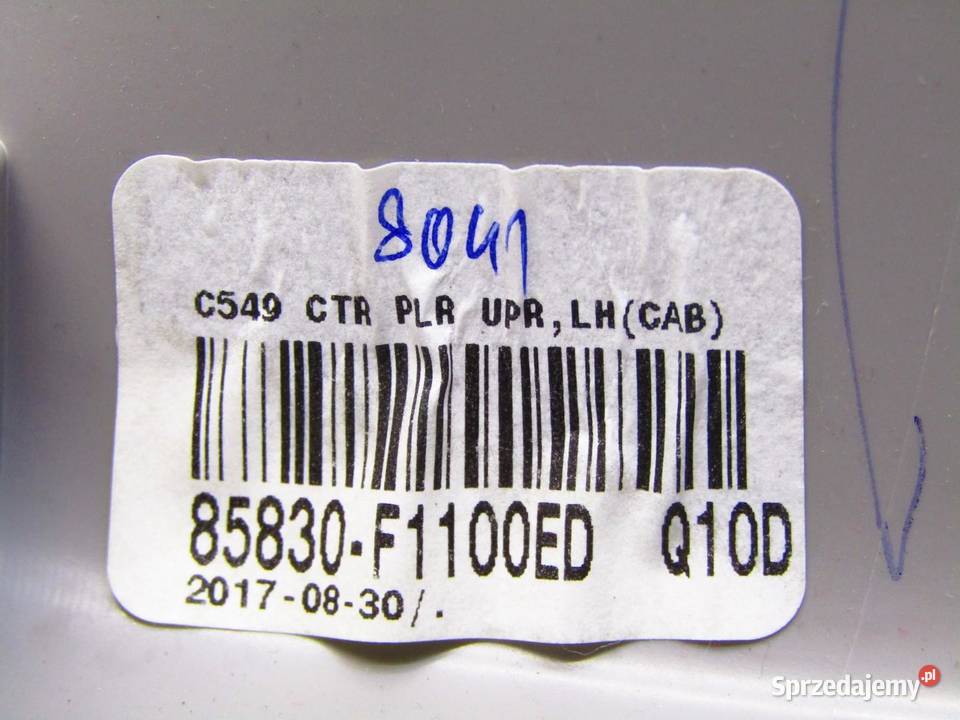 8041
C549 CTR PLR UPR,LH(CAB)
85830-F1100ED Q10D
2017-08-30/.
Sprzedajemy.pl